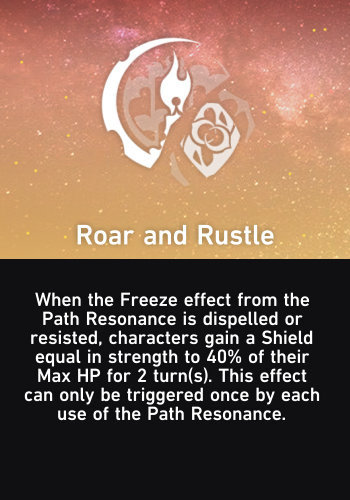 Roar and Rustle
When the Freeze effect from the
Path Resonance is dispelled or
resisted, characters gain a Shield
equal in strength to 40% of their
Max HP for 2 turn(s). This effect
can only be triggered once by each
use of the Path Resonance.